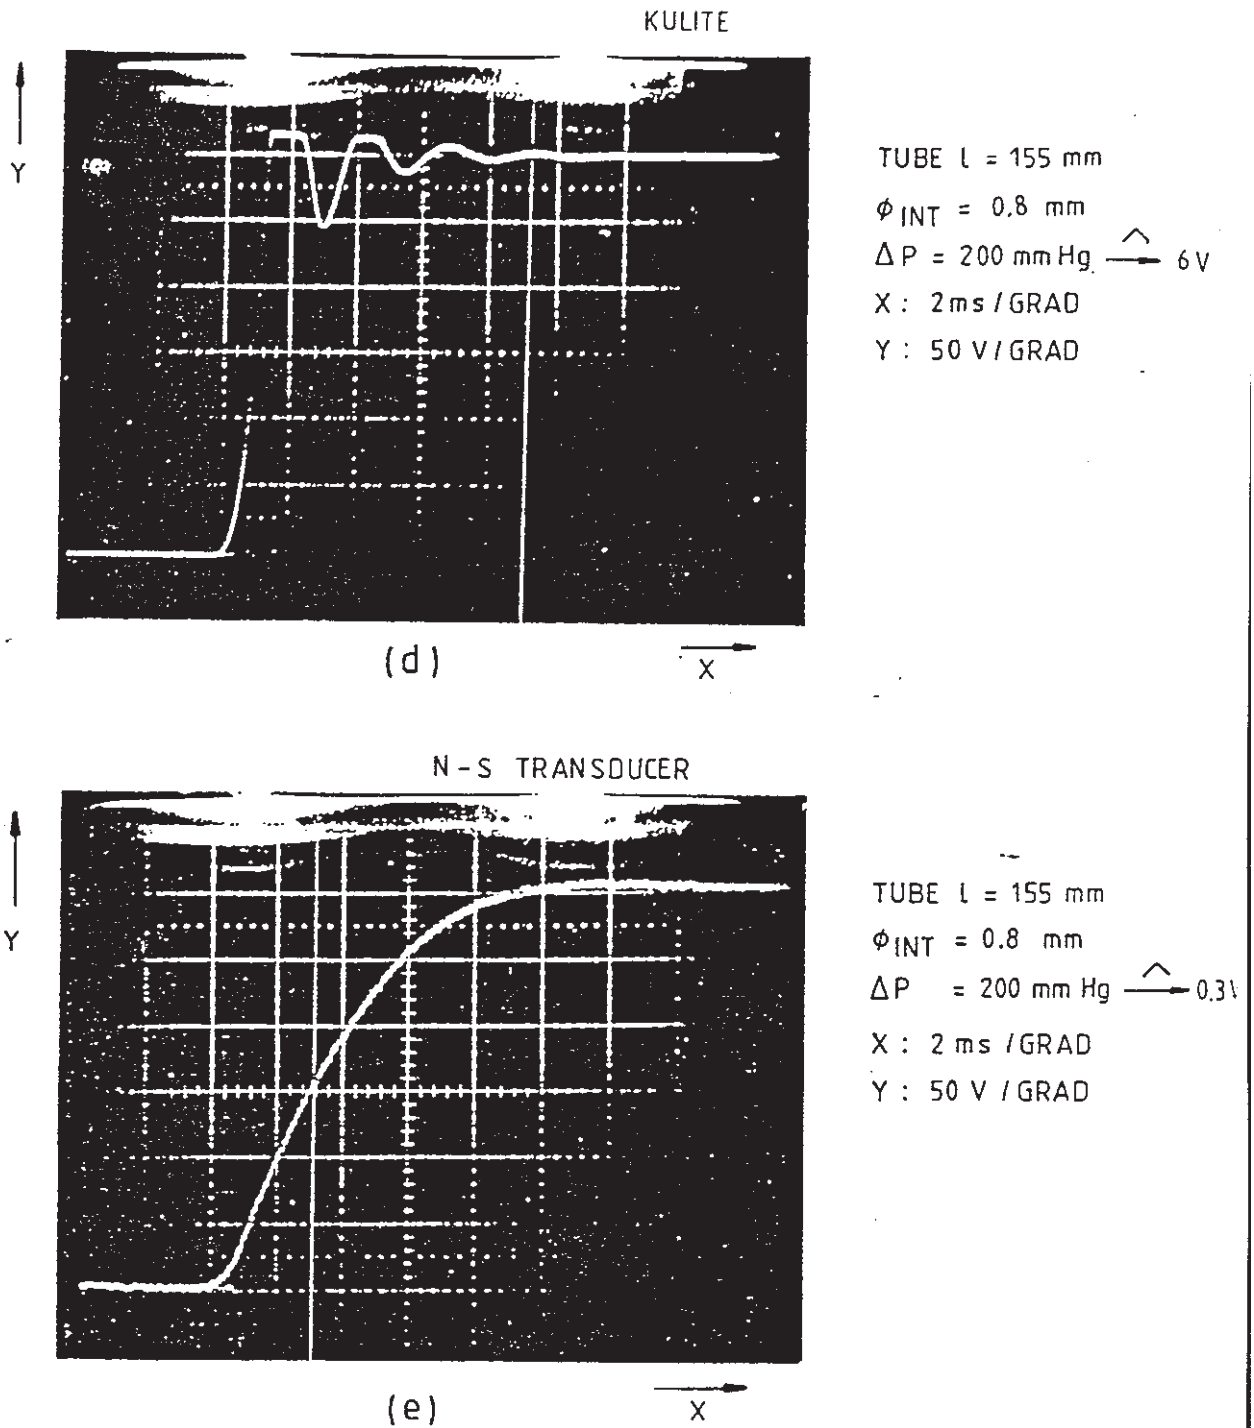 KULITE
Y
TUBE l = 155 mm
ϕ INT = 0.8 mm
ΔP = 200 mm Hg ≙→ 6 V
X : 2 ms / GRAD
Y : 50 V / GRAD
(d)
X
N - S TRANSDUCER
Y
TUBE l = 155 mm
ϕ INT = 0.8 mm
ΔP = 200 mm Hg ≙→ 0.3 V
X : 2 ms / GRAD
Y : 50 V / GRAD
(e)
X